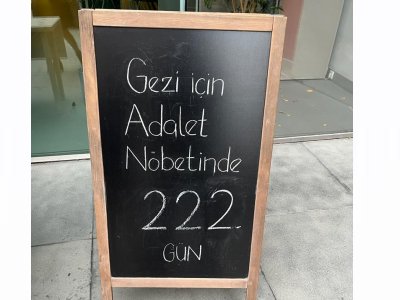 Gezi için
Adalet
Nöbetinde
222.
GÜN